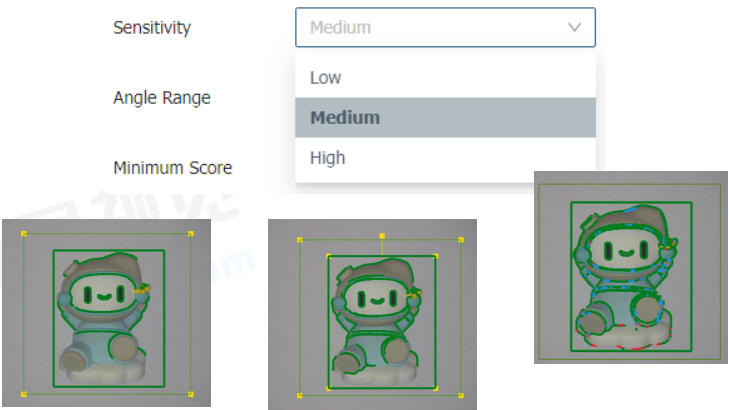 Sensitivity
Medium
Low
Angle Range
Medium
High
Minimum Score